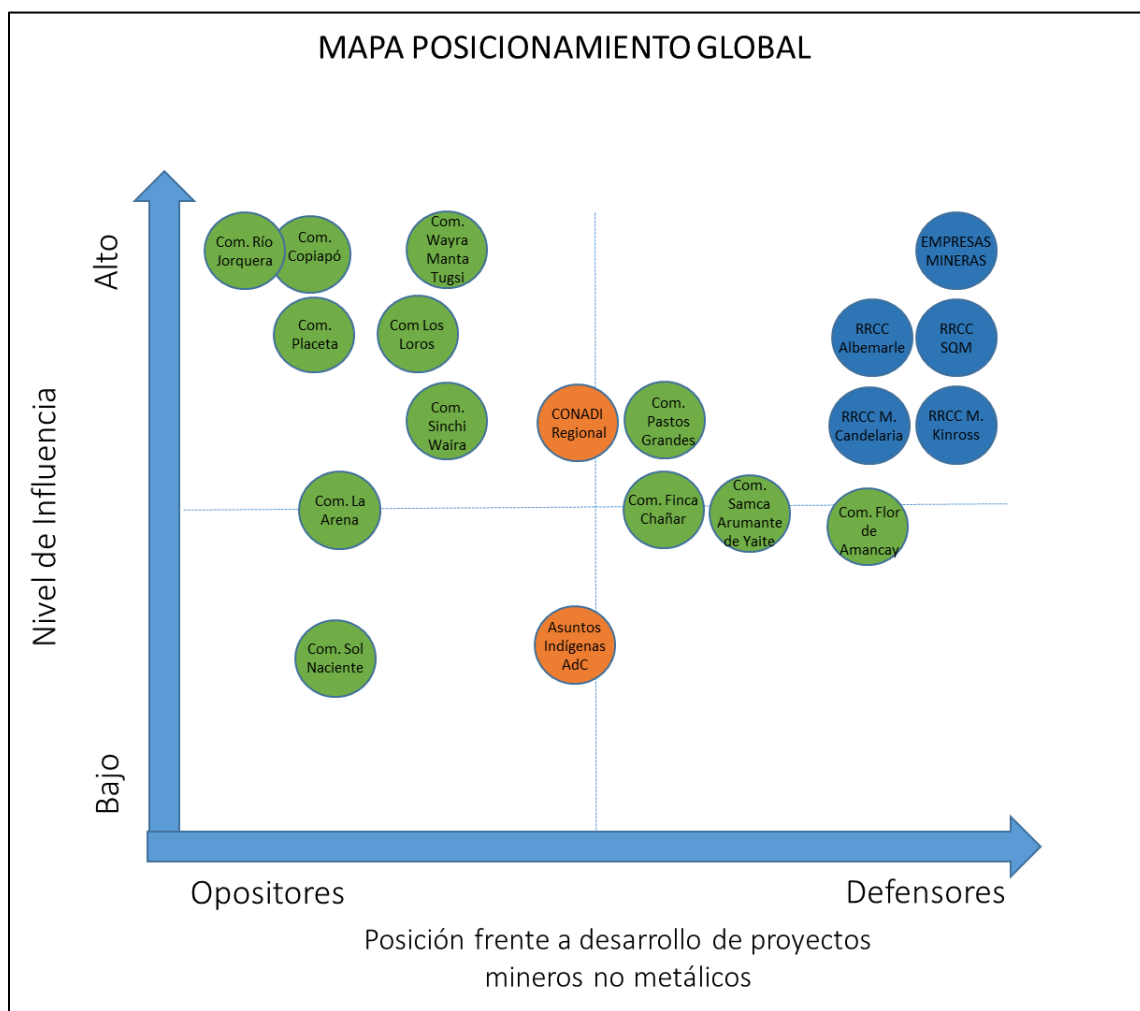 MAPA POSICIONAMIENTO GLOBAL
Alto
Nivel de Influencia
Bajo
Com. Río
Jorquera
Com.
Copiapó
Com.
Wayra
Manta
Tugsi
EMPRESAS
MINERAS
Com.
Placeta
Com Los
Loros
RRCC
Albemarle
RRCC
SQM
Com.
Sinchi
Waira
CONADI
Regional
Com.
Pastos
Grandes
RRCC M.
Candelaria
RRCC M.
Kinross
Com. La
Arena
Com. Finca
Chañar
Com.
Samca
Arumante
de Yaite
Com. Flor
de
Amancay
Com. Sol
Naciente
Asuntos
Indígenas
AdC
Opositores
Defensores
Posición frente a desarrollo de proyectos
mineros no metálicos